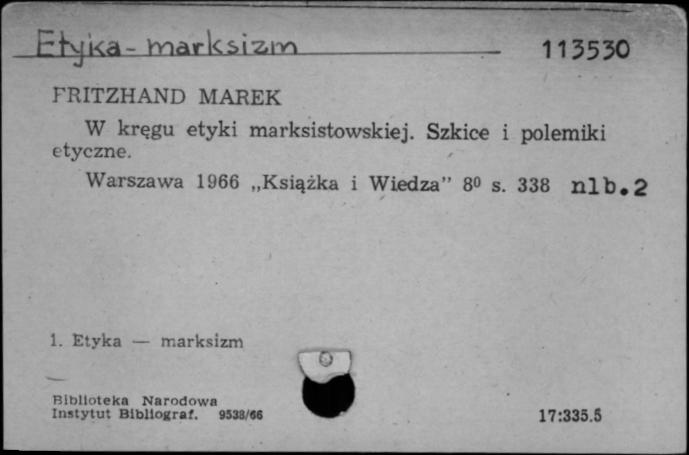 Etyka - marksizm 113530
FRITZHAND MAREK
W kręgu etyki marksistowskiej. Szkice i polemiki
etyczne.
Warszawa 1966 „Książka i Wiedza” 8⁰ s. 338 nlb.2
1. Etyka — marksizm
Biblioteka Narodowa
Instytut Bibliograf. 9538/66 17:335.5